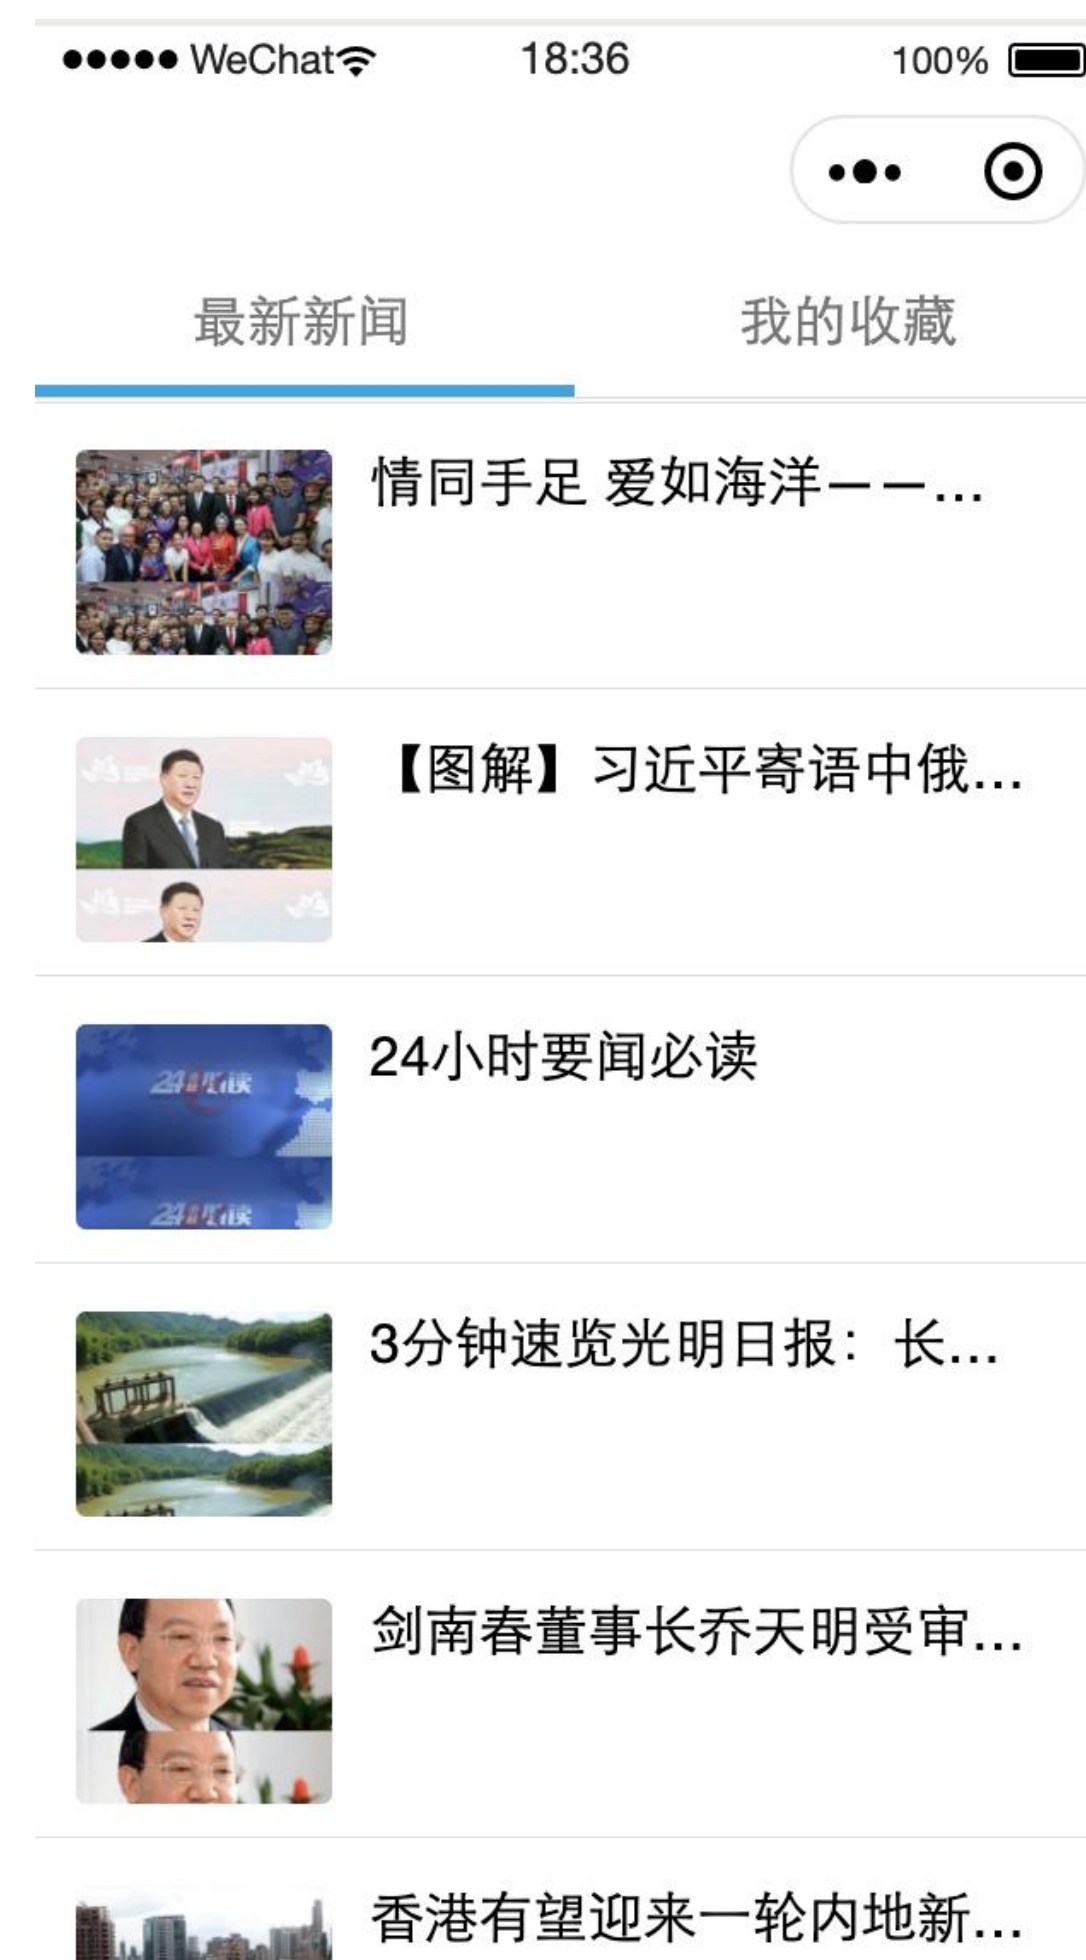 ●●●●● WeChat 18:36 100%
最新新闻 我的收藏
情同手足 爱如海洋——...
【图解】习近平寄语中俄...
24小时要闻必读
3分钟速览光明日报：长...
剑南春董事长乔天明受审...
香港有望迎来一轮内地新...